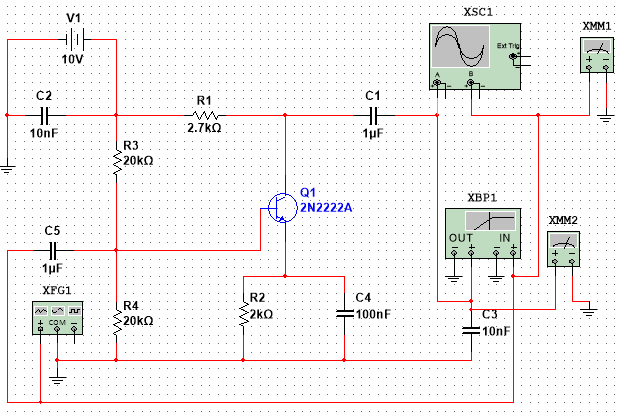 XSC1
V1
XMM1
Ext Trig
10V
A B
C2
R1
C1
10nF
2.7kΩ
1µF
R3
20kΩ
Q1
2N2222A
XBP1
XMM2
C5
OUT IN
1µF
XFG1
R4
20kΩ
R2
2kΩ
C4
100nF
C3
10nF
COM